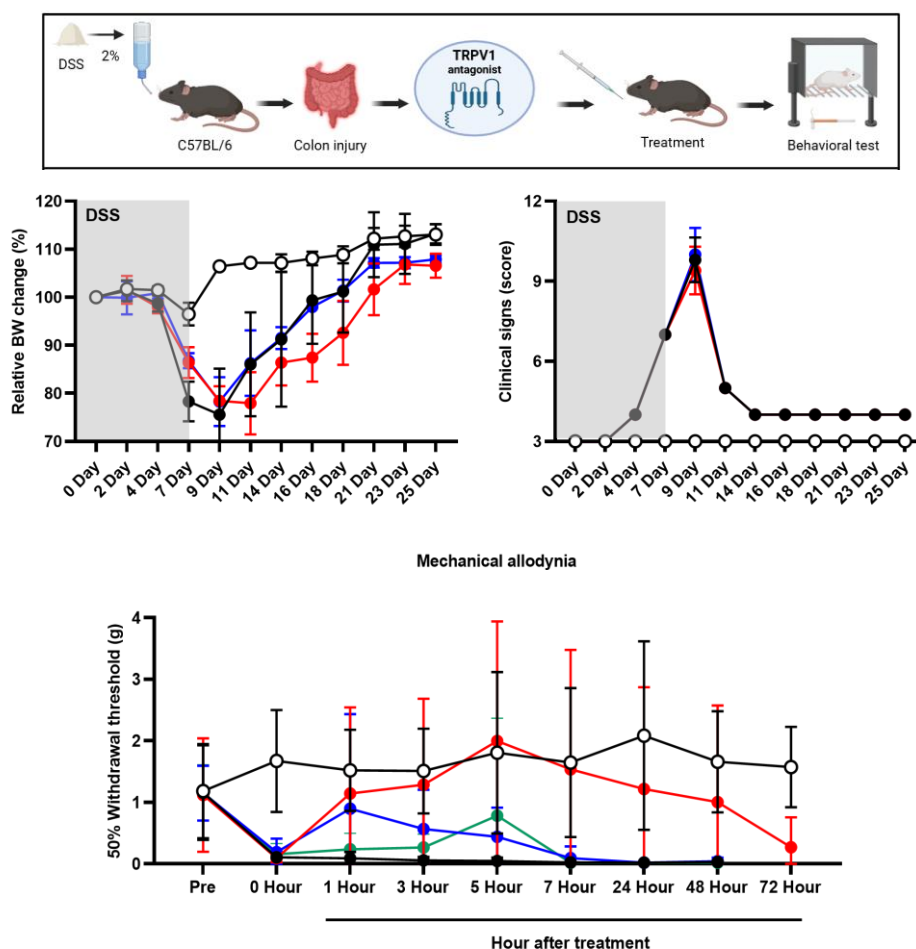 DSS
2%
C57BL/6
Colon injury
TRPV1
antagonist
Treatment
Behavioral test
Relative BW change (%)
120
110
100
90
80
70
DSS
0 Day
2 Day
4 Day
7 Day
9 Day
11 Day
14 Day
16 Day
18 Day
21 Day
23 Day
25 Day
Clinical signs (score)
12
9
6
3
DSS
0 Day
2 Day
4 Day
7 Day
9 Day
11 Day
14 Day
16 Day
18 Day
21 Day
23 Day
25 Day
Mechanical allodynia
50% Withdrawal threshold (g)
4
3
2
1
0
Pre
0 Hour
1 Hour
3 Hour
5 Hour
7 Hour
24 Hour
48 Hour
72 Hour
Hour after treatment